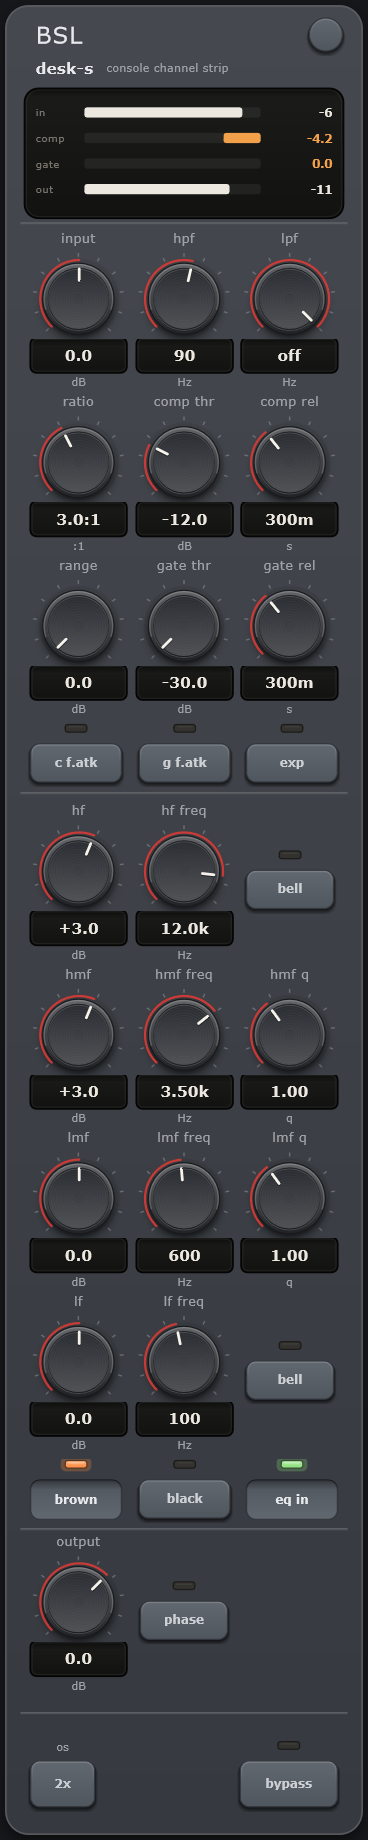 BSL
desk-s console channel strip
in -6
comp -4.2
gate 0.0
out -11
input hpf lpf
0.0 90 off
dB Hz Hz
ratio comp thr comp rel
3.0:1 -12.0 300m
:1 dB s
range gate thr gate rel
0.0 -30.0 300m
dB dB s
c f.atk g f.atk exp
hf hf freq
bell
+3.0 12.0k
dB Hz
hmf hmf freq hmf q
+3.0 3.50k 1.00
dB Hz q
lmf lmf freq lmf q
0.0 600 1.00
dB Hz q
lf lf freq
bell
0.0 100
dB Hz
brown black eq in
output
phase
0.0
dB
os
2x bypass